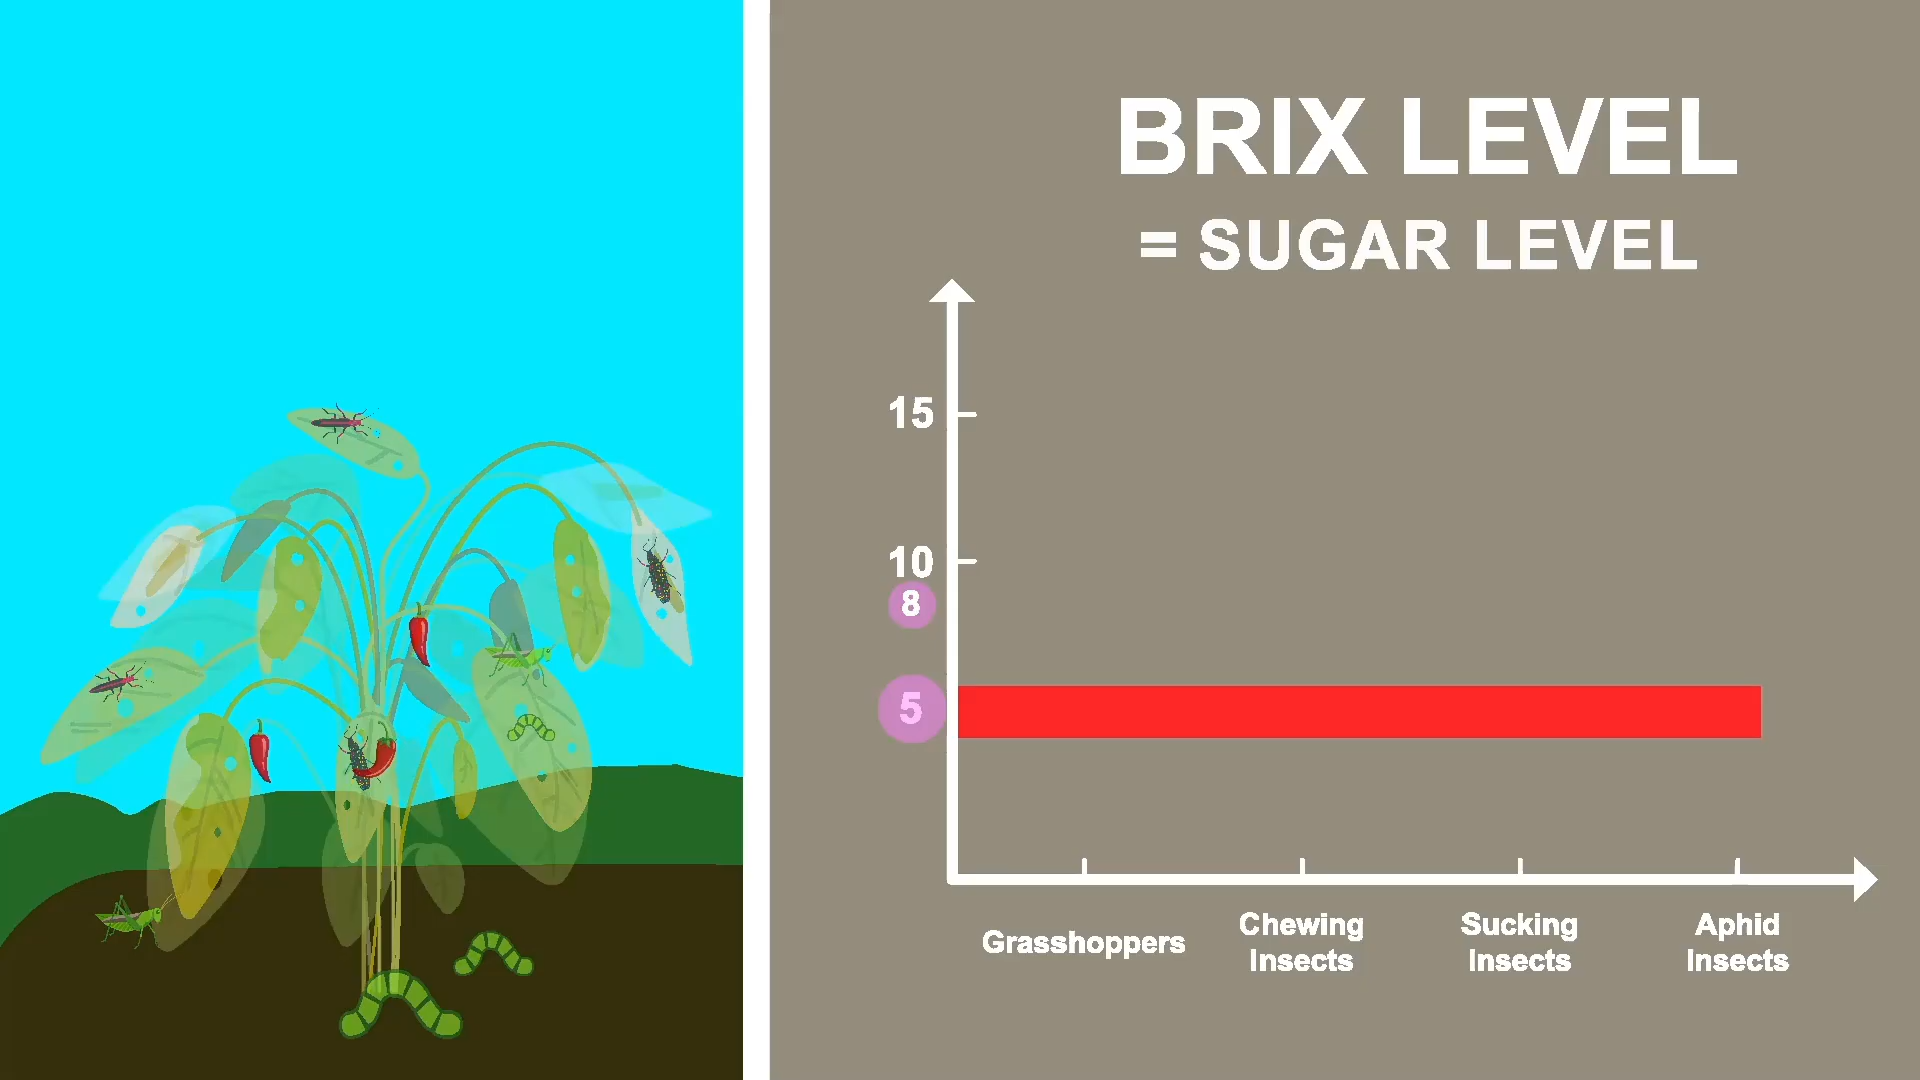 BRIX LEVEL
= SUGAR LEVEL
15
10
8
5
Grasshoppers
Chewing
Insects
Sucking
Insects
Aphid
Insects